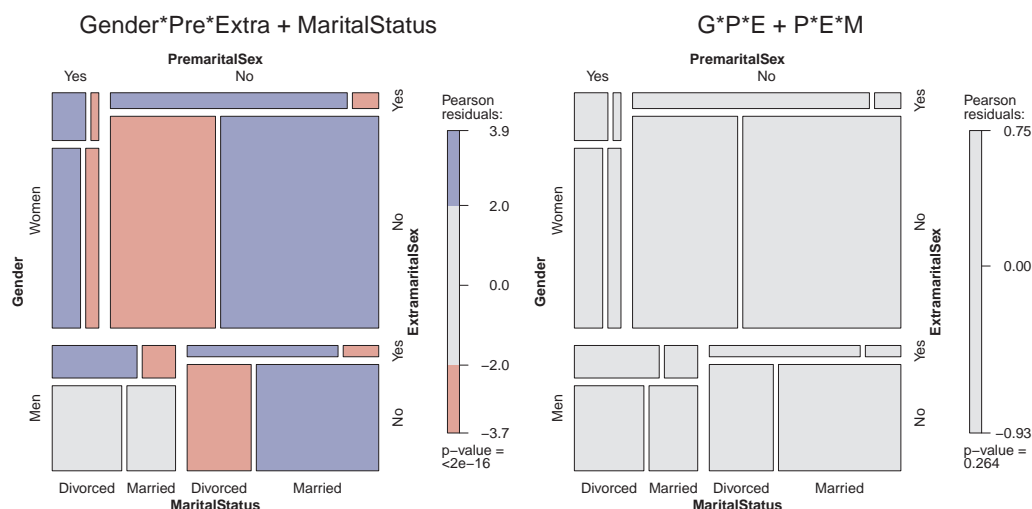 Gender*Pre*Extra + MaritalStatus
PremaritalSex
Yes No
Gender
Women
Men
ExtramaritalSex
Yes
No
Yes
No
Divorced Married Divorced Married
MaritalStatus
Pearson
residuals:
3.9
2.0
0.0
−2.0
−3.7
p−value =
<2e−16
G*P*E + P*E*M
PremaritalSex
Yes No
Gender
Women
Men
ExtramaritalSex
Yes
No
Yes
No
Divorced Married Divorced Married
MaritalStatus
Pearson
residuals:
0.75
0.00
−0.93
p−value =
0.264